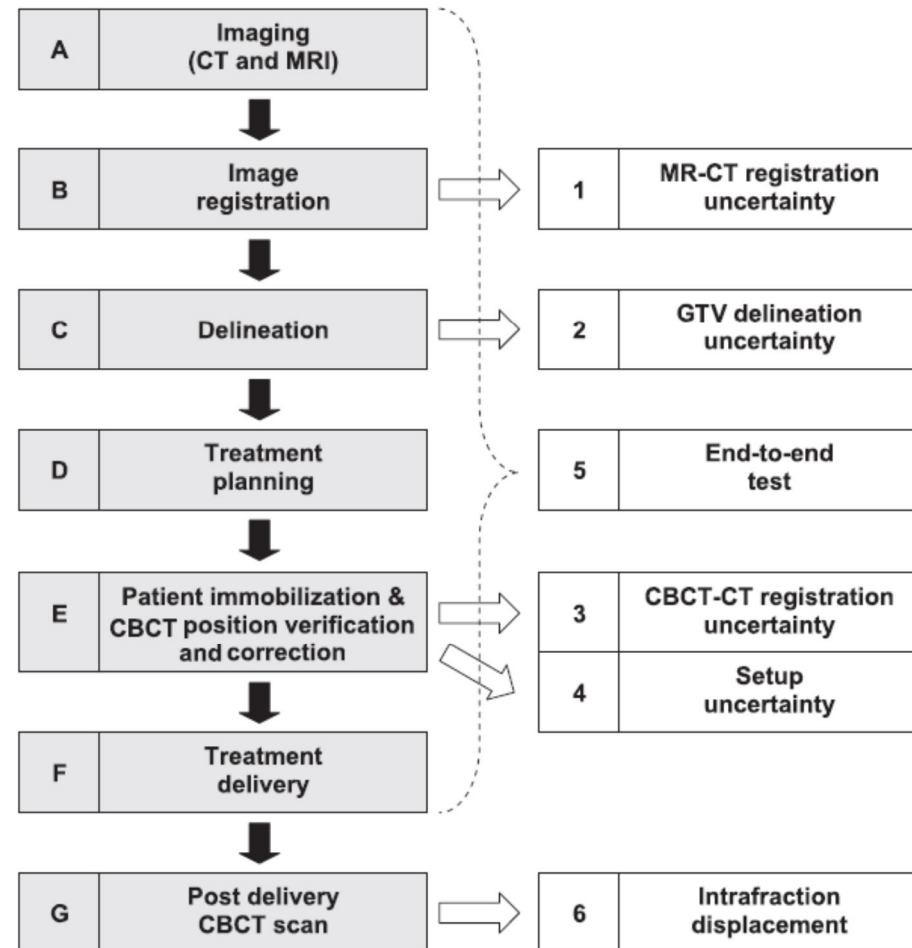 A
Imaging
(CT and MRI)
B
Image
registration
1
MR-CT registration
uncertainty
C
Delineation
2
GTV delineation
uncertainty
D
Treatment
planning
5
End-to-end
test
E
Patient immobilization &
CBCT position verification
and correction
3
CBCT-CT registration
uncertainty
4
Setup
uncertainty
F
Treatment
delivery
G
Post delivery
CBCT scan
6
Intrafraction
displacement